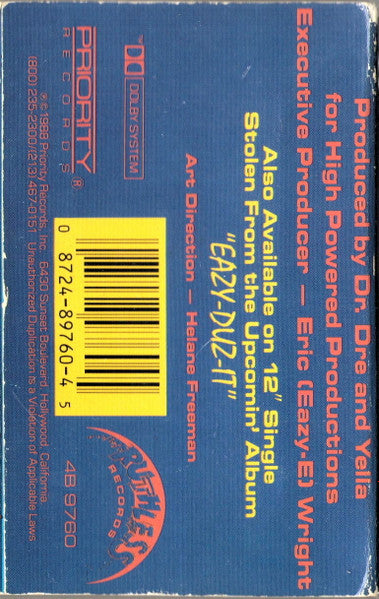 Produced by Dr. Dre and Yella
for High Powered Productions
Executive Producer — Eric (Eazy-E) Wright
Also Available on 12" Single
Stolen From the Upcomin' Album
"EAZY-DUZ-IT"
Art Direction — Helane Freeman
DOLBY SYSTEM
PRIORITY
RECORDS®
0 8724-89760-4 5
RUTHLESS
RECORDS
4B 9760
℗©1988 Priority Records, Inc. 6430 Sunset Boulevard, Hollywood, California
(800) 235-2300/(213) 467-0151 Unauthorized Duplication Is a Violation of Applicable Laws